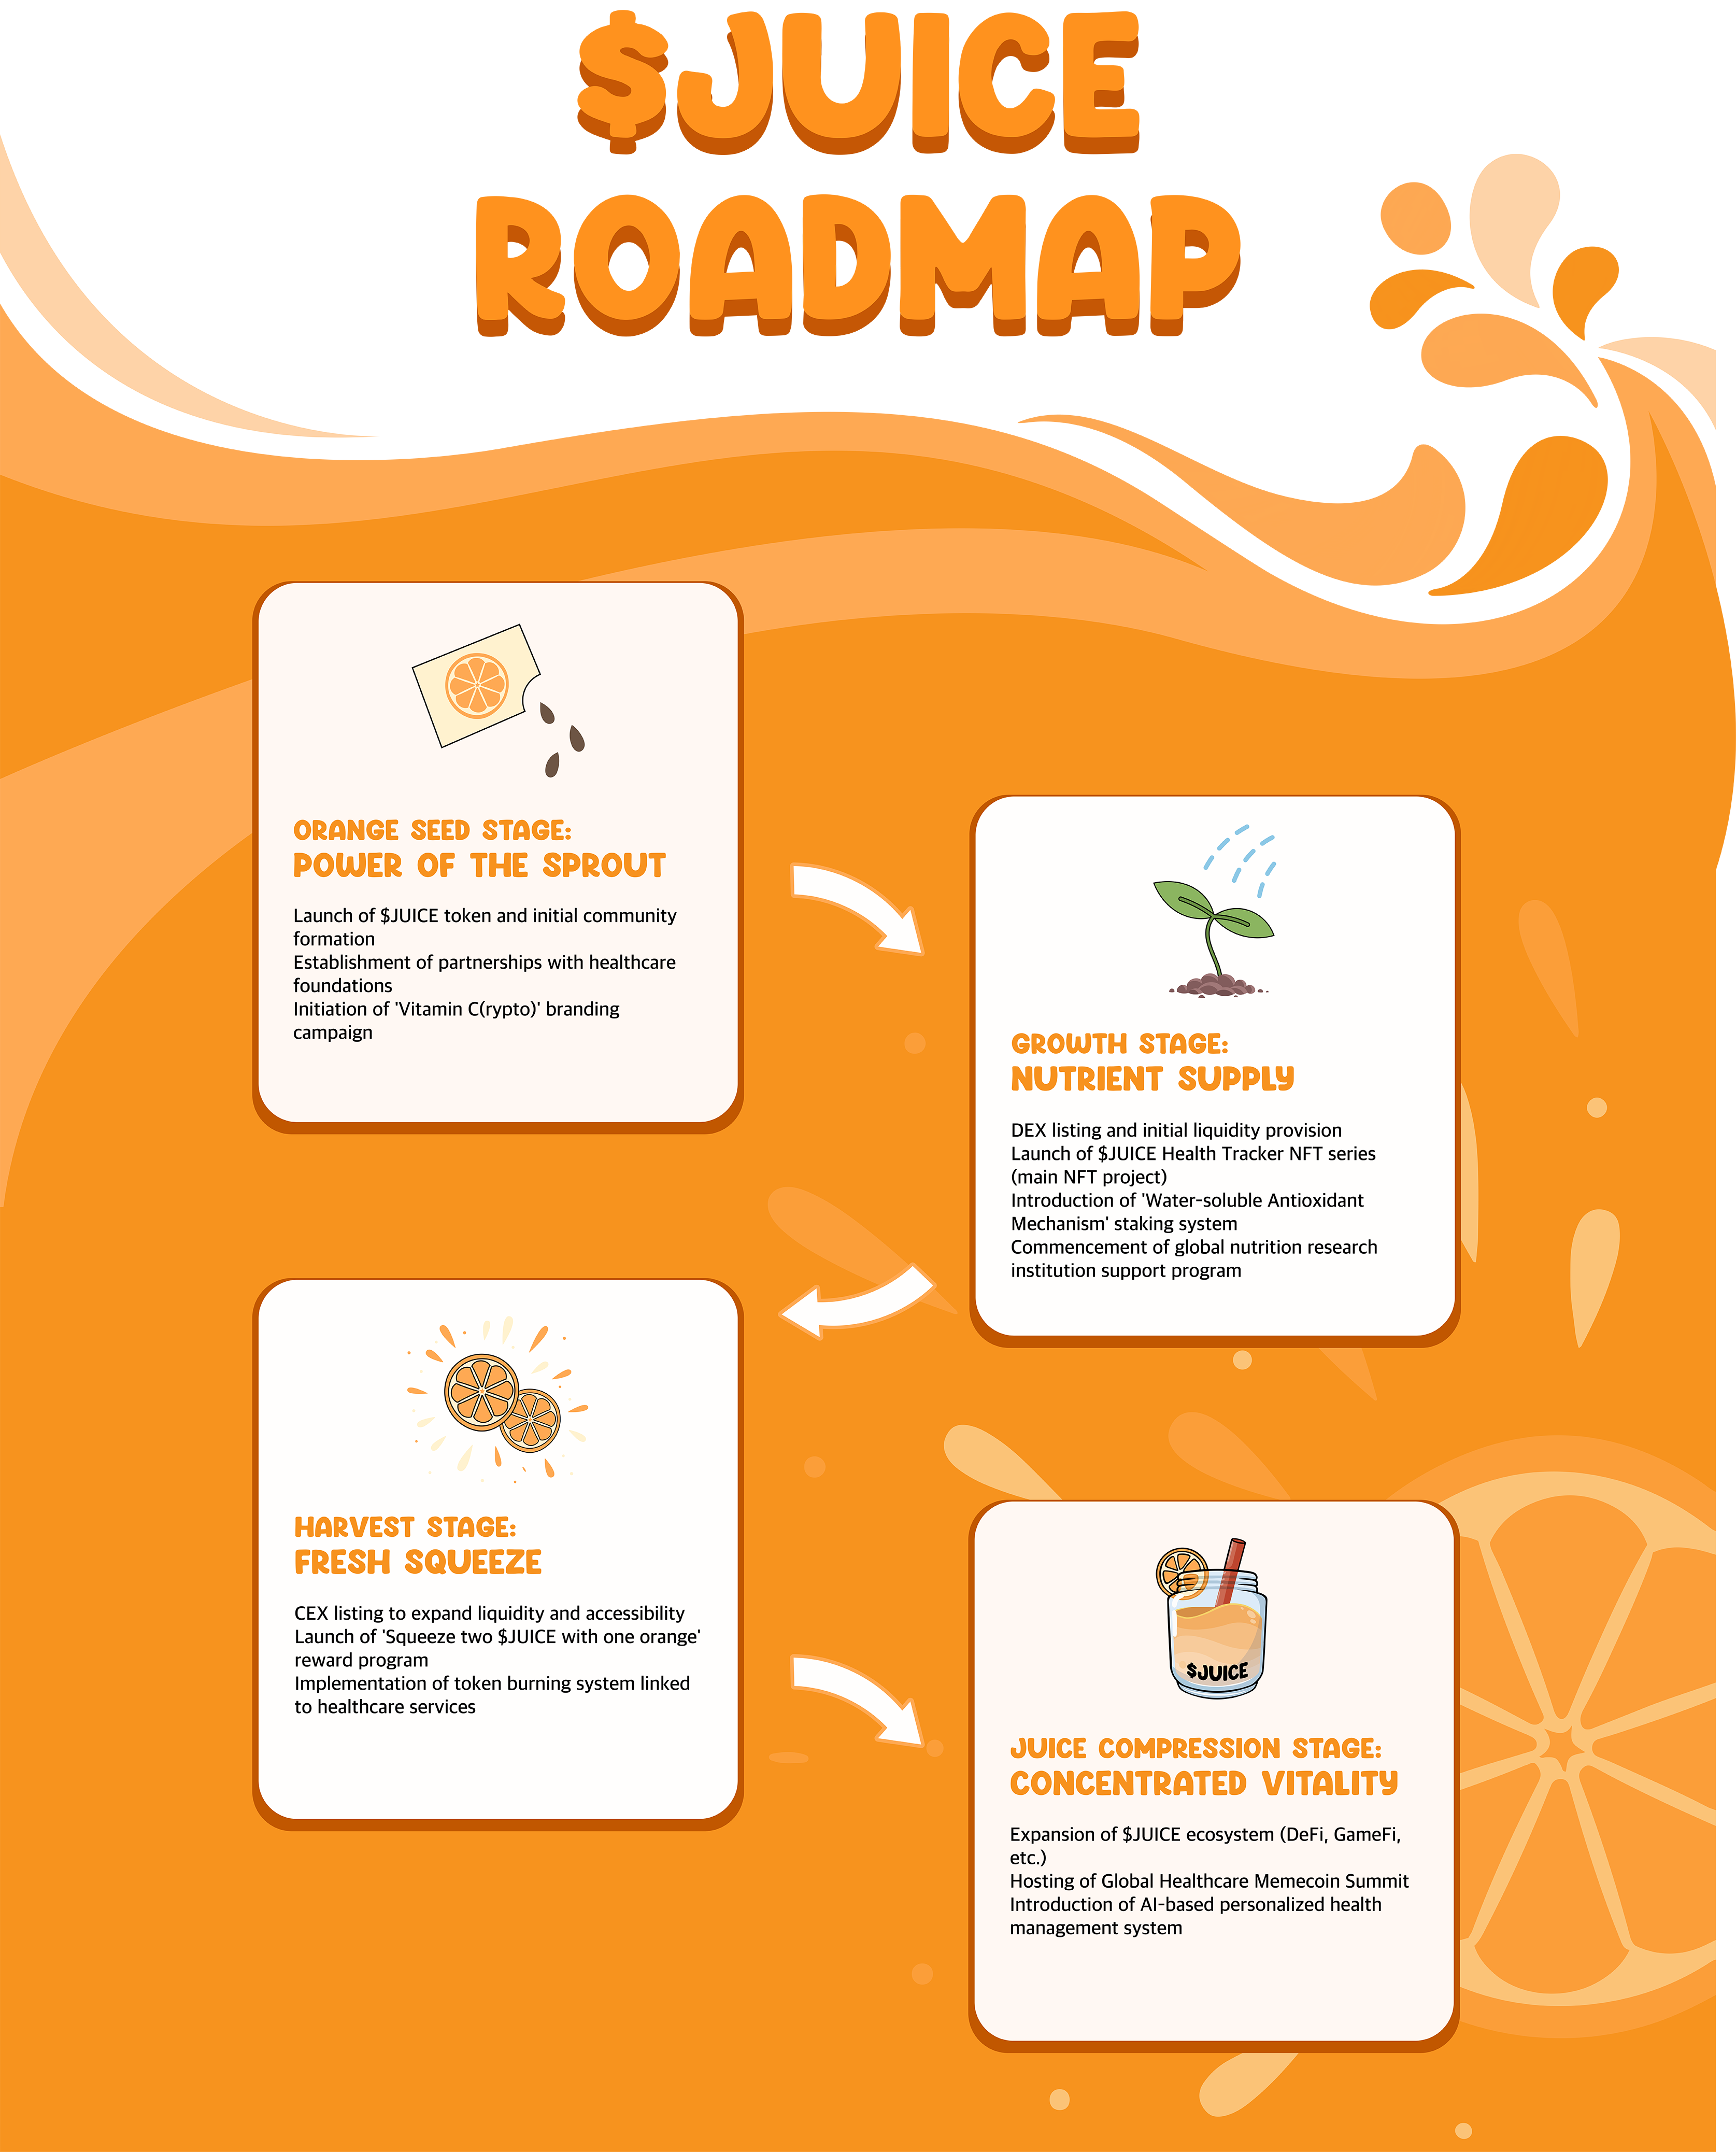 $JUICE
ROADMAP
ORANGE SEED STAGE:
POWER OF THE SPROUT
Launch of $JUICE token and initial community
formation
Establishment of partnerships with healthcare
foundations
Initiation of 'Vitamin C(rypto)' branding
campaign
GROWTH STAGE:
NUTRIENT SUPPLY
DEX listing and initial liquidity provision
Launch of $JUICE Health Tracker NFT series
(main NFT project)
Introduction of 'Water-soluble Antioxidant
Mechanism' staking system
Commencement of global nutrition research
institution support program
HARVEST STAGE:
FRESH SQUEEZE
CEX listing to expand liquidity and accessibility
Launch of 'Squeeze two $JUICE with one orange'
reward program
Implementation of token burning system linked
to healthcare services
$JUICE
JUICE COMPRESSION STAGE:
CONCENTRATED VITALITY
Expansion of $JUICE ecosystem (DeFi, GameFi,
etc.)
Hosting of Global Healthcare Memecoin Summit
Introduction of AI-based personalized health
management system